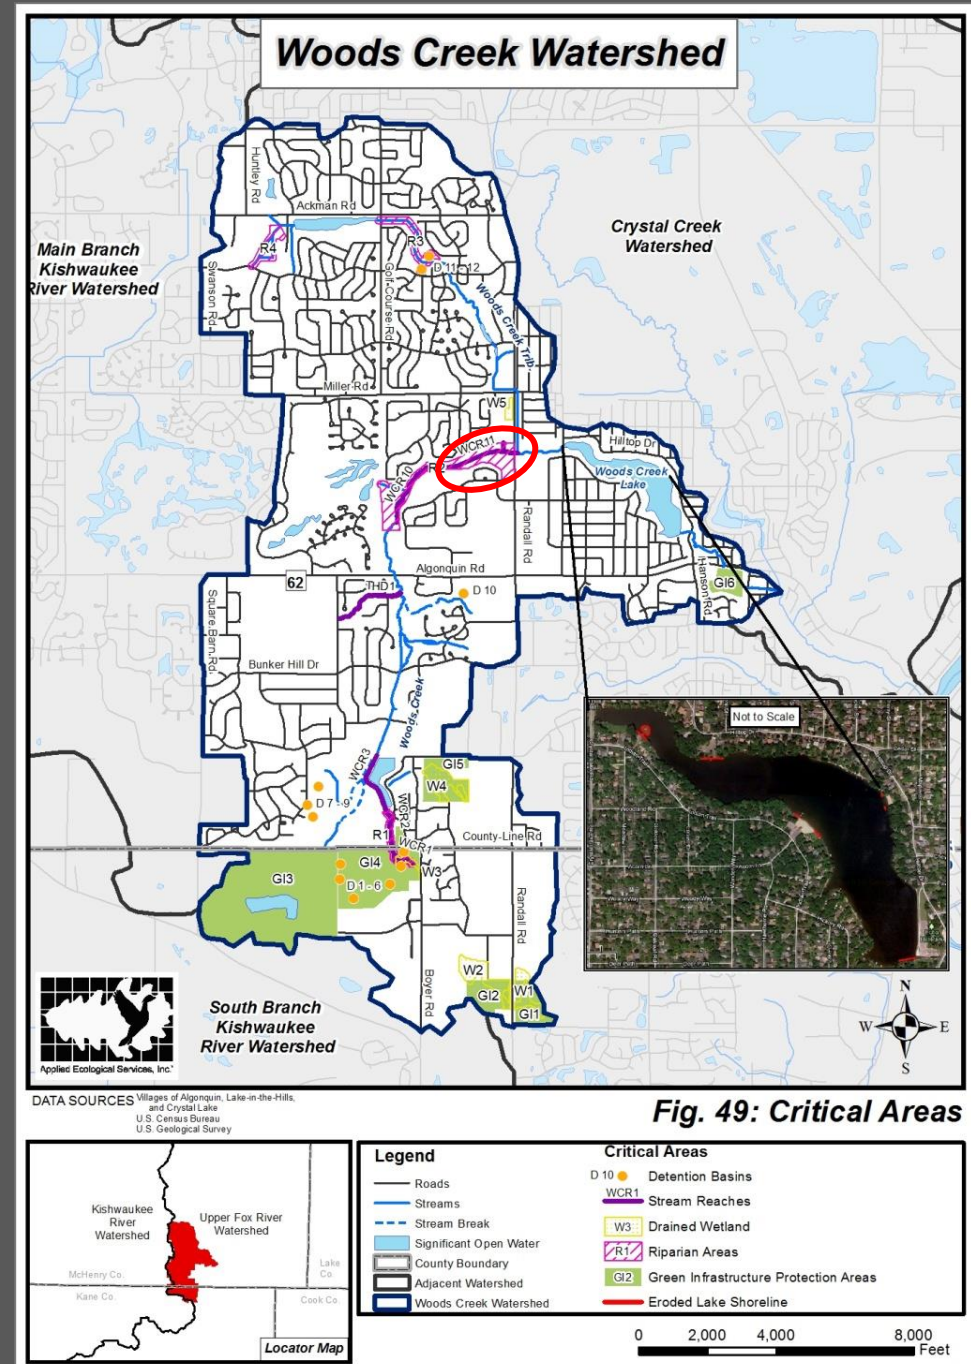 Woods Creek Watershed
Huntley Rd
Ackman Rd
Crystal Creek
Watershed
Main Branch
Kishwaukee
River Watershed
R4
R3
D 11 - 12
Swanson Rd
Golf-Course Rd
Woods Creek Trib.
Miller Rd
W5
WCR11
Hilltop Dr
R2
WCR10
Woods Creek
Lake
Randall Rd
Algonquin Rd
Hanson Rd
GI6
62
THD1
D 10
Square Barn Rd
Bunker Hill Dr
Woods Creek
Not to Scale
WCR3
GI5
W4
D 7 - 9
WCR2
R1
County-Line Rd
WCR1
GI4
W3
GI3
D 1 - 6
Randall Rd
Boyer Rd
W2
W1
GI2
GI1
South Branch
Kishwaukee
River Watershed
N
W
E
S
Applied Ecological Services, Inc.
DATA SOURCES Villages of Algonquin, Lake-in-the-Hills,
and Crystal Lake
U.S. Census Bureau
U.S. Geological Survey
Fig. 49: Critical Areas
Kishwaukee
River
Watershed
Upper Fox River
Watershed
McHenry Co.
Lake
Co.
Kane Co.
Cook Co.
Locator Map
Legend
Roads
Streams
Stream Break
Significant Open Water
County Boundary
Adjacent Watershed
Woods Creek Watershed
Critical Areas
D 10 Detention Basins
WCR1 Stream Reaches
W3 Drained Wetland
R1 Riparian Areas
GI2 Green Infrastructure Protection Areas
Eroded Lake Shoreline
0 2,000 4,000 8,000
Feet